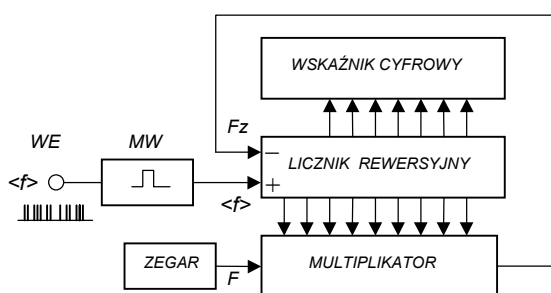 WSKAŹNIK CYFROWY
Fz
WE
MW
LICZNIK REWERSYJNY
−
+
<f>
<f>
ZEGAR
F
MULTIPLIKATOR